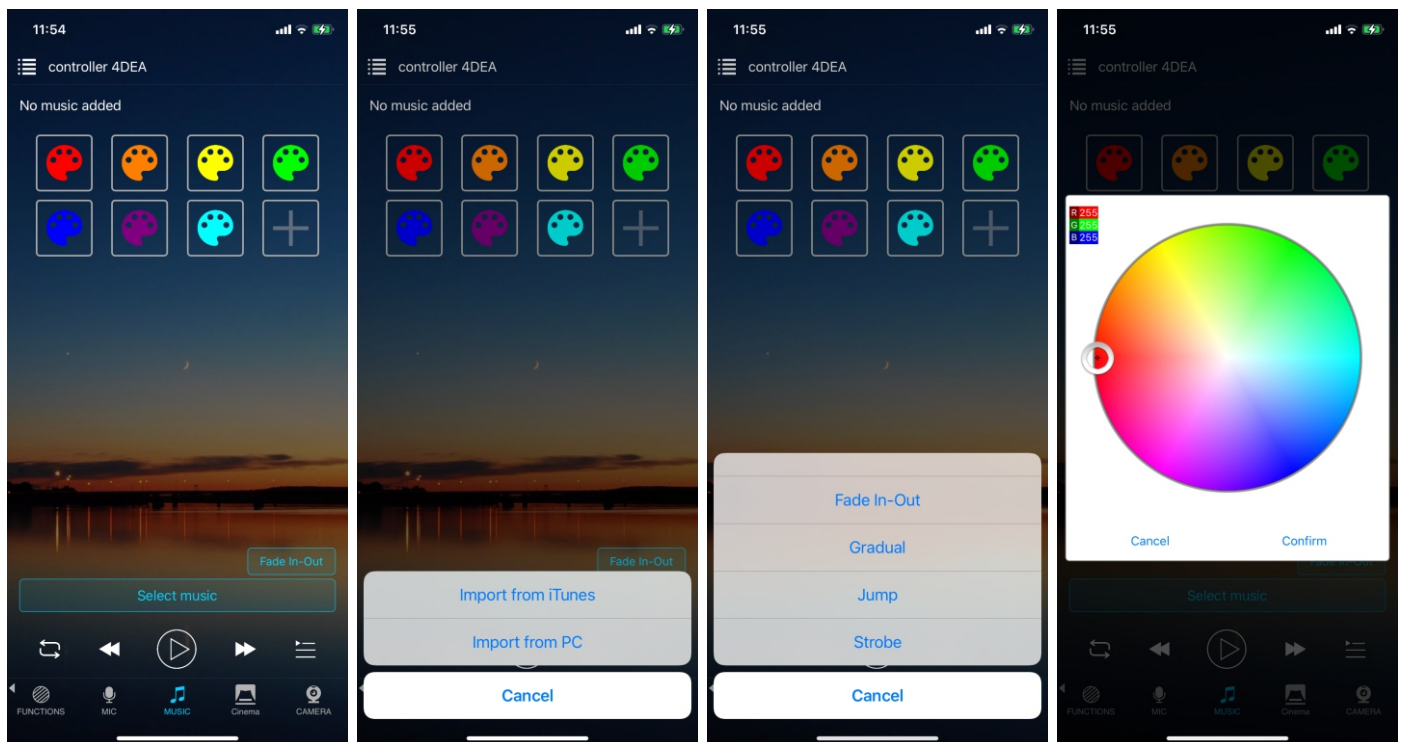 11:54
controller 4DEA
No music added
Fade In-Out
Select music
FUNCTIONS
MIC
MUSIC
Cinema
CAMERA
11:55
controller 4DEA
No music added
Fade In-Out
Import from iTunes
Import from PC
Cancel
11:55
controller 4DEA
No music added
Fade In-Out
Gradual
Jump
Strobe
Cancel
11:55
controller 4DEA
No music added
R 255
G 255
B 255
Cancel
Confirm
Fade In-Out
Select music
FUNCTIONS
MIC
MUSIC
Cinema
CAMERA